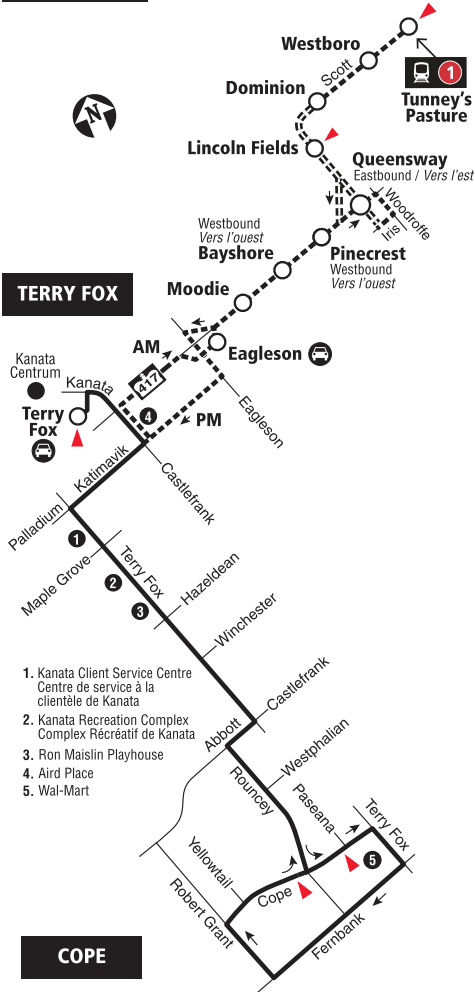 Westboro
Scott
1
Tunney's
Pasture
Dominion
N
Lincoln Fields
Queensway
Eastbound / Vers l'est
Woodroffe
Iris
Westbound
Vers l'ouest
Bayshore
Pinecrest
Westbound
Vers l'ouest
TERRY FOX
Moodie
AM
Eagleson
417
Kanata
Centrum
Kanata
Terry
Fox
4
PM
Eagleson
Katimavik
Castlefrank
Palladium
1
Maple Grove
Terry Fox
2
3
Hazeldean
Winchester
1. Kanata Client Service Centre
Centre de service à la
clientèle de Kanata
2. Kanata Recreation Complex
Complex Récréatif de Kanata
3. Ron Maislin Playhouse
4. Aird Place
5. Wal-Mart
Castlefrank
Abbott
Westphalian
Rouncey
Paseana
Terry Fox
5
Yellowtail
Cope
Robert Grant
Fernbank
COPE